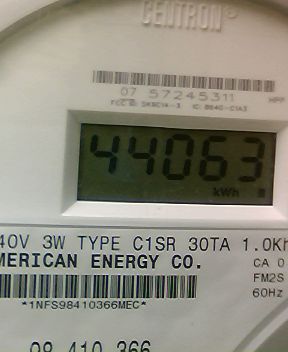 CENTRON®
07 57245311
44063
kWh
40V 3W TYPE C1SR 30TA 1.0Kh
MERICAN ENERGY CO.
CA 0
FM2S
60Hz
*1NFS98410366MEC*
98 410 366